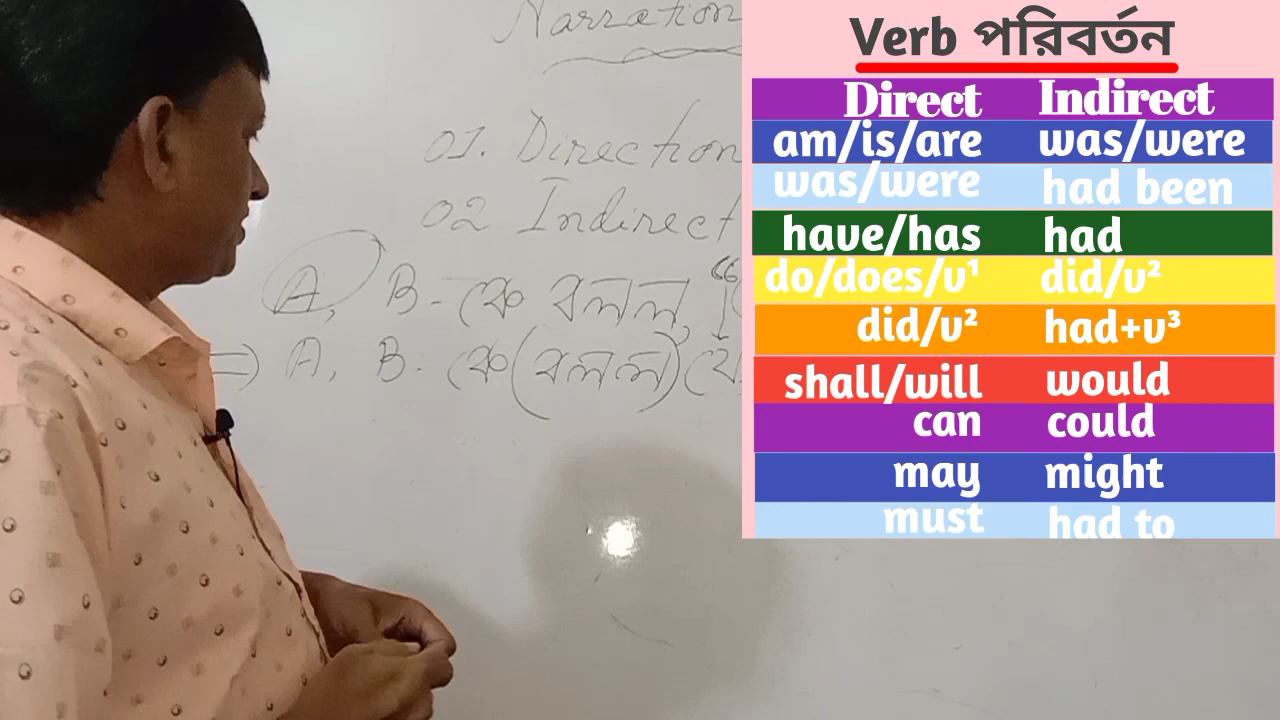 Narration
01. Direction
02 Indirect
A, B - কে বলল, "
⇒ A, B. কে (বলল) যে
Verb পরিবর্তন
Direct Indirect
am/is/are was/were
was/were had been
have/has had
do/does/v¹ did/v²
did/v² had+v³
shall/will would
can could
may might
must had to